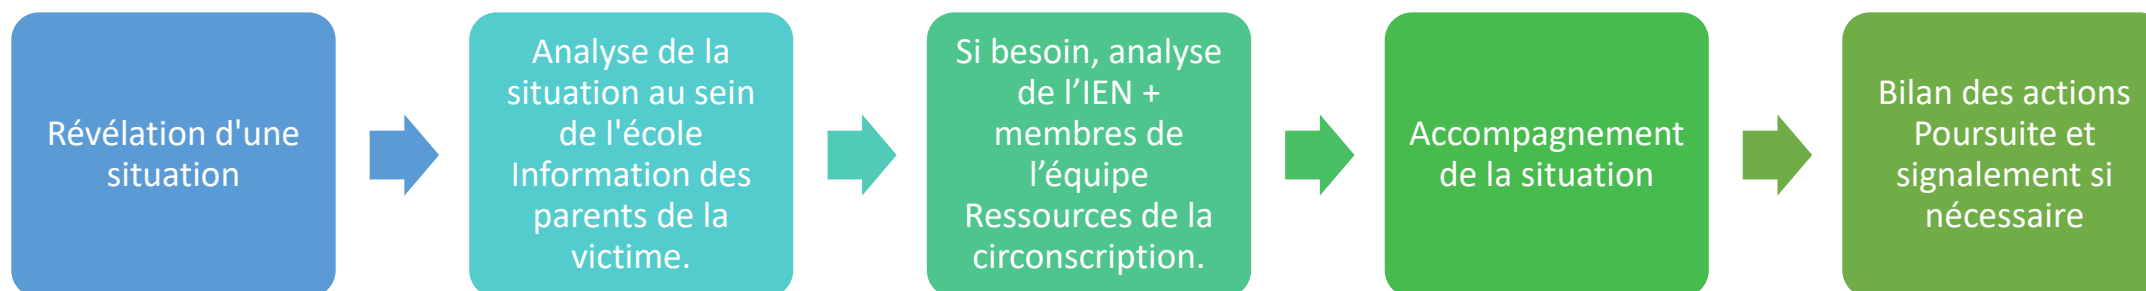 Révélation d'une
situation
Analyse de la
situation au sein
de l'école
Information des
parents de la
victime.
Si besoin, analyse
de l’IEN +
membres de
l’équipe
Ressources de la
circonscription.
Accompagnement
de la situation
Bilan des actions
Poursuite et
signalement si
nécessaire